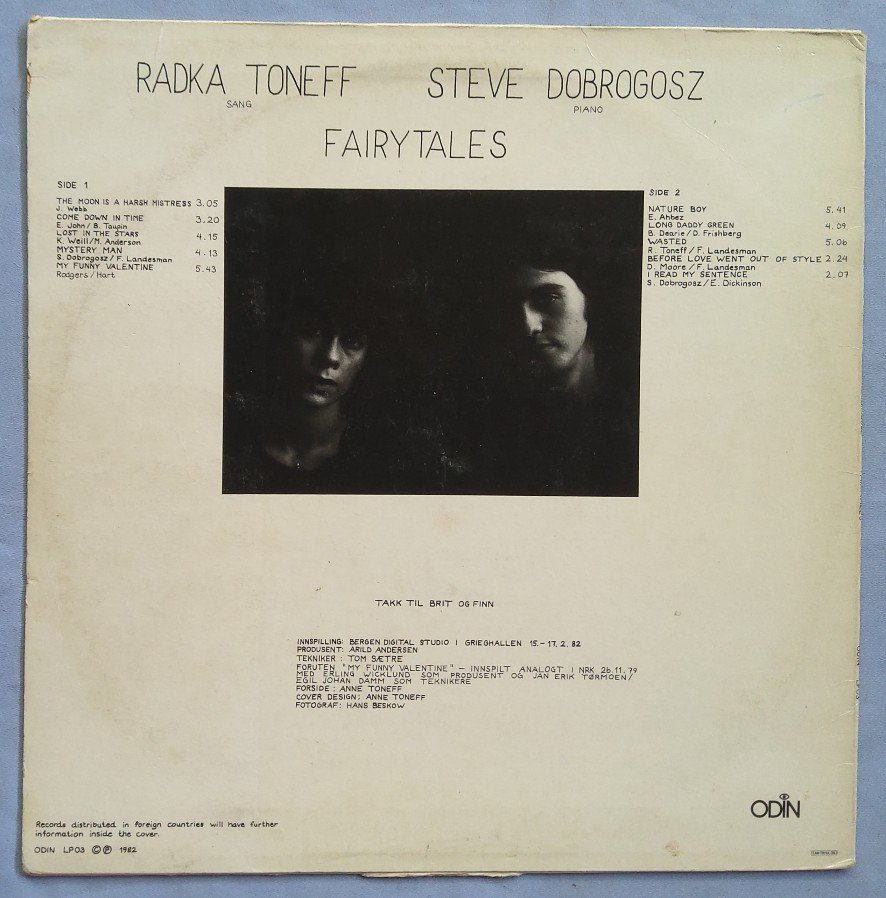 RADKA TONEFF STEVE DOBROGOSZ
SANG PIANO
FAIRYTALES
SIDE 1
THE MOON IS A HARSH MISTRESS 3.05
J. Webb
COME DOWN IN TIME 3.20
E. John / B. Taupin
LOST IN THE STARS 4.15
K. Weill/M. Anderson
MYSTERY MAN 4.13
S. Dobrogosz / F. Landesman
MY FUNNY VALENTINE 5.43
Rodgers / Hart
SIDE 2
NATURE BOY 5.41
E. Ahbez
LONG DADDY GREEN 4.09
B. Dearie / D. Frishberg
WASTED 5.06
R. Toneff / F. Landesman
BEFORE LOVE WENT OUT OF STYLE 2.24
D. Moore / F. Landesman
I READ MY SENTENCE 2.07
S. Dobrogosz / E. Dickinson
TAKK TIL BRIT OG FINN
INNSPILLING: BERGEN DIGITAL STUDIO I GRIEGHALLEN 15.-17.2.82
PRODUSENT: ARILD ANDERSEN
TEKNIKER: TOM SÆTRE
FORUTEN "MY FUNNY VALENTINE" - INNSPILT ANALOGT I NRK 26.11.79
MED ERLING WICKLUND SOM PRODUSENT OG JAN ERIK TØRMOEN/
EGIL JOHAN DAMM SOM TEKNIKERE
FORSIDE: ANNE TONEFF
COVER DESIGN: ANNE TONEFF
FOTOGRAF: HANS BESKOW
Records distributed in foreign countries will have further
information inside the cover.
ODIN LP03 © ℗ 1982
ODIN